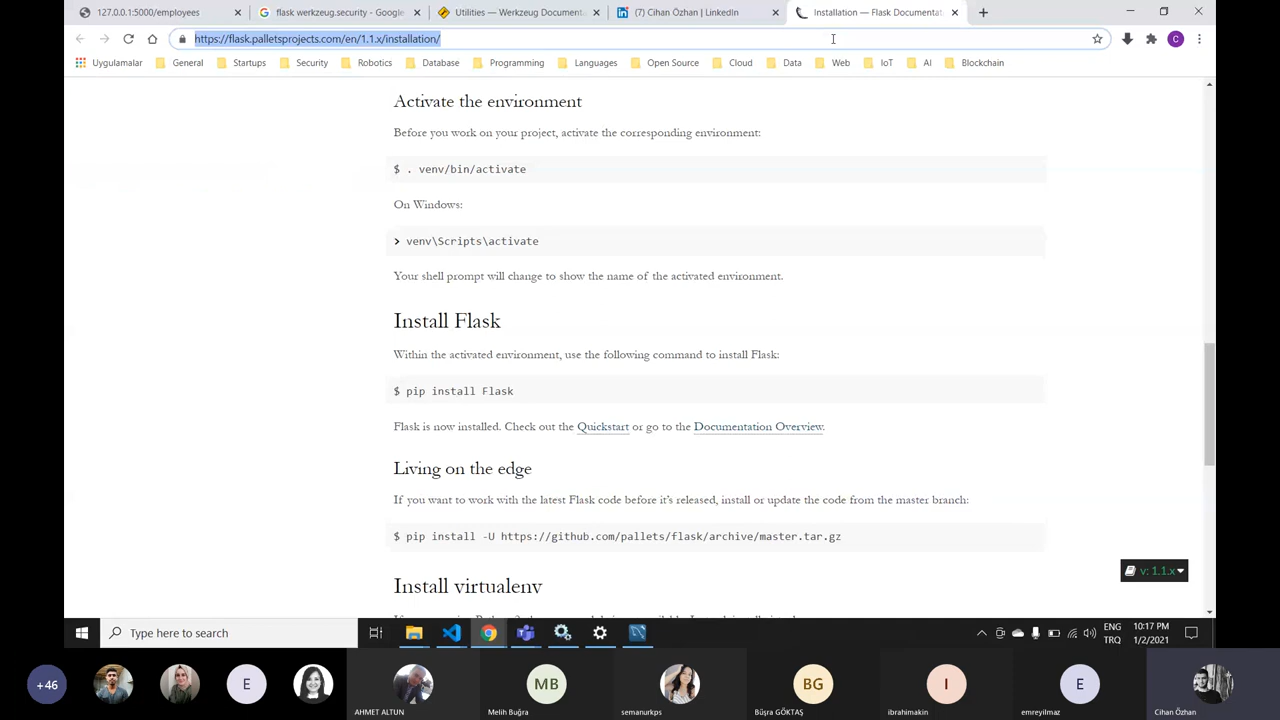 127.0.0.1:5000/employees
flask werkzeug.security - Google
Utilities — Werkzeug Document
(7) Cihan Özhan | LinkedIn
Installation — Flask Documentat
https://flask.palletsprojects.com/en/1.1.x/installation/
C
Uygulamalar General Startups Security Robotics Database Programming Languages Open Source Cloud Data Web IoT AI Blockchain
Activate the environment
Before you work on your project, activate the corresponding environment:
$ . venv/bin/activate
On Windows:
> venv\Scripts\activate
Your shell prompt will change to show the name of the activated environment.
Install Flask
Within the activated environment, use the following command to install Flask:
$ pip install Flask
Flask is now installed. Check out the Quickstart or go to the Documentation Overview.
Living on the edge
If you want to work with the latest Flask code before it's released, install or update the code from the master branch:
$ pip install -U https://github.com/pallets/flask/archive/master.tar.gz
v: 1.1.x
Install virtualenv
Type here to search
ENG
TRQ
10:17 PM
1/2/2021
+46
E
MB
BG
I
E
AHMET ALTUN
Melih Buğra
semanurkps
Büşra GÖKTAŞ
ibrahimakin
emreyilmaz
Cihan Özhan